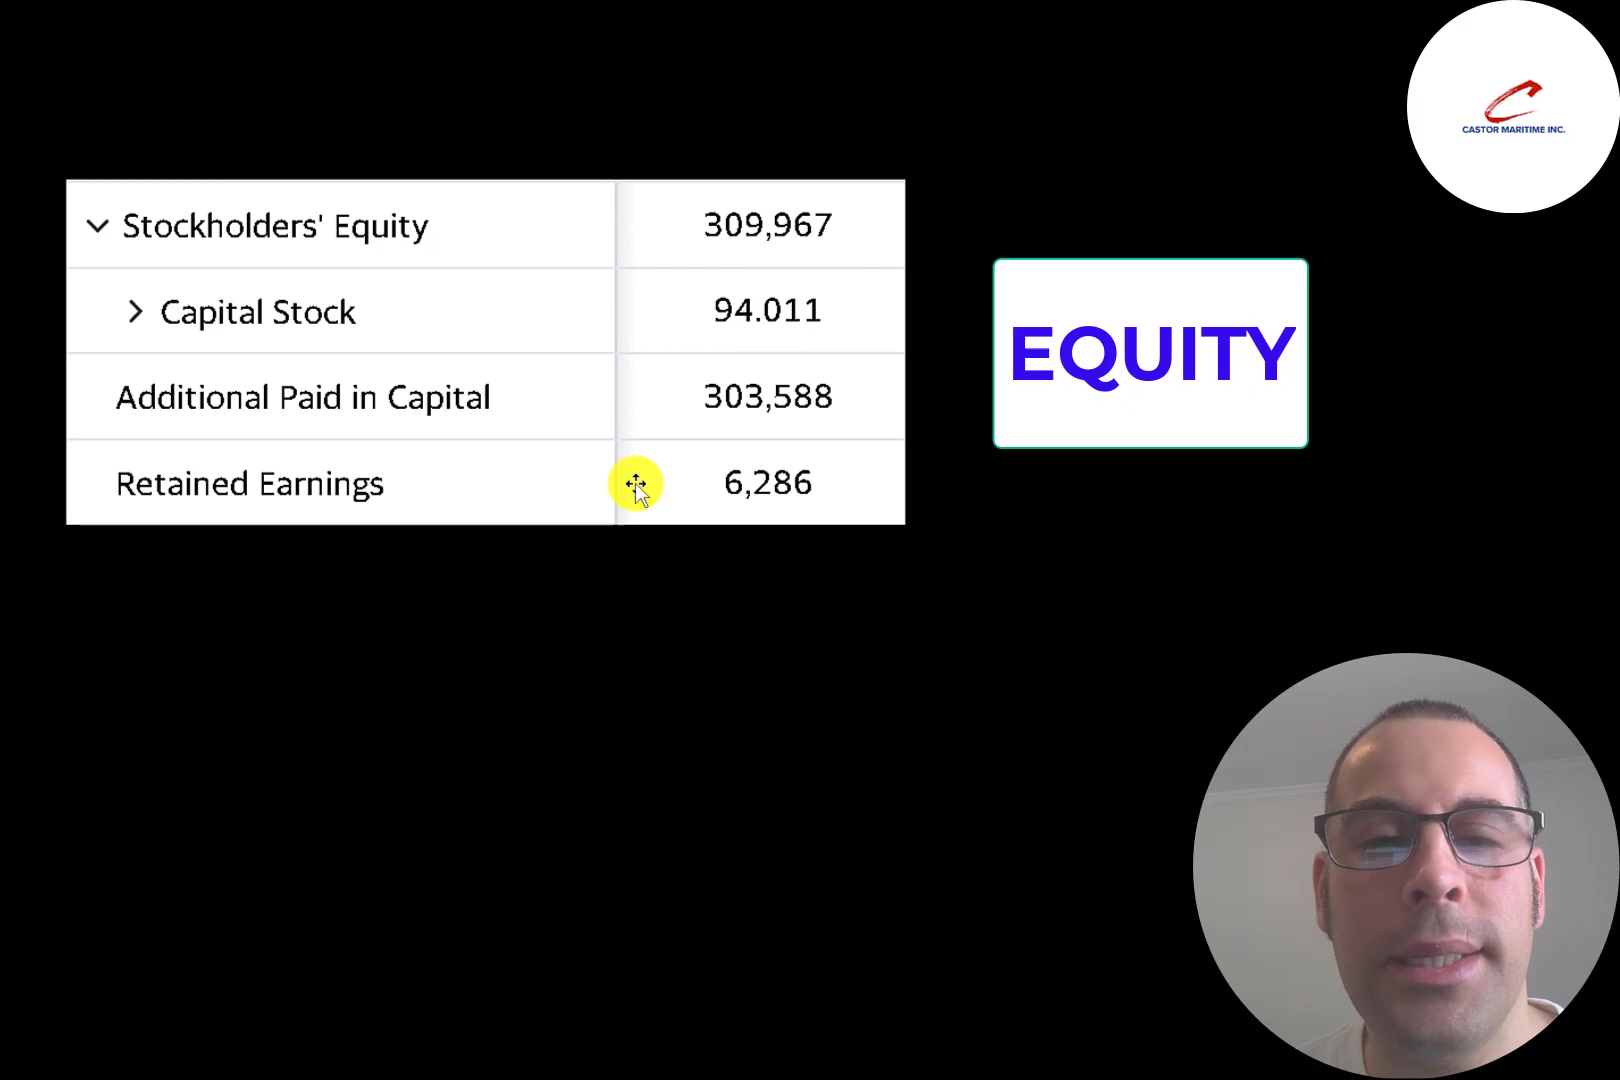 CASTOR MARITIME INC.
Stockholders' Equity 309,967
Capital Stock 94.011
EQUITY
Additional Paid in Capital 303,588
Retained Earnings 6,286